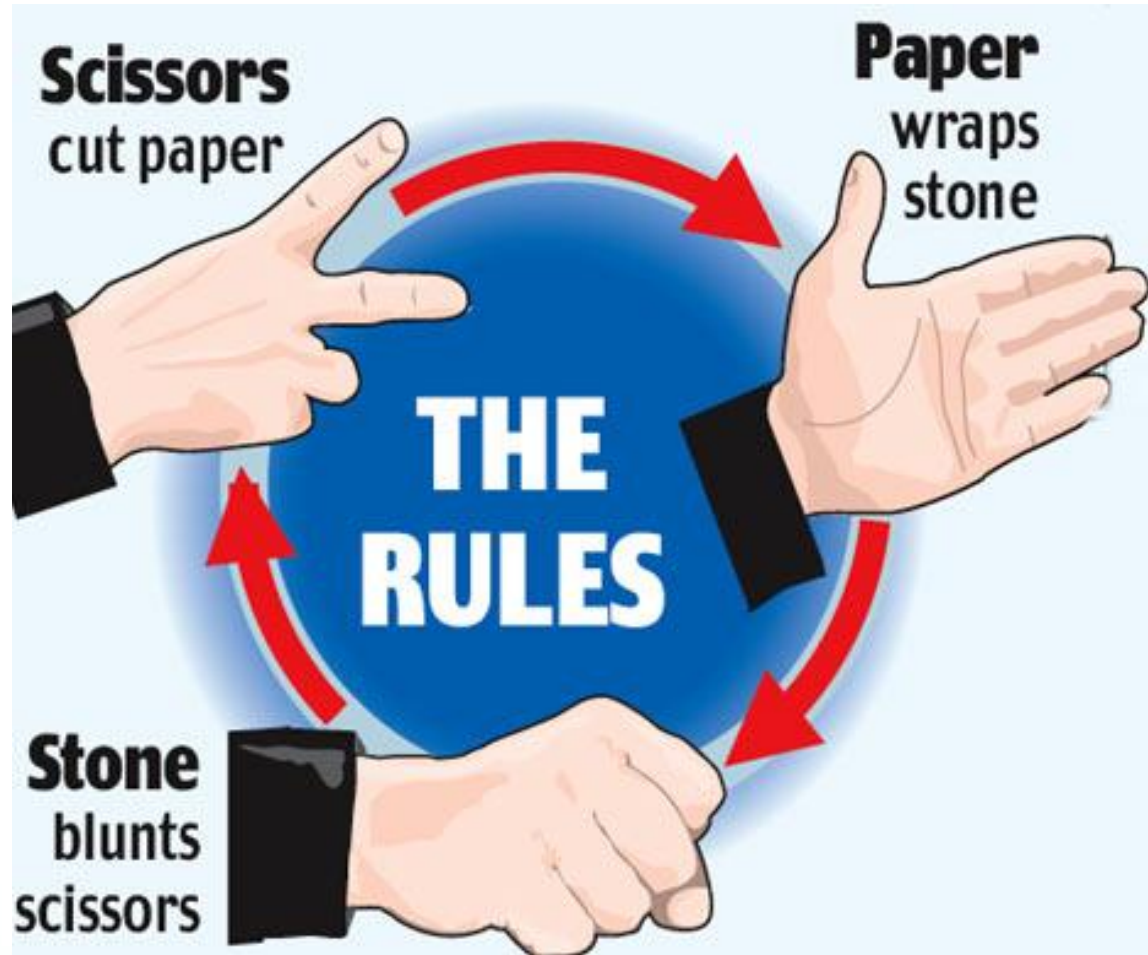 Scissors
cut paper
Paper
wraps
stone
THE
RULES
Stone
blunts
scissors